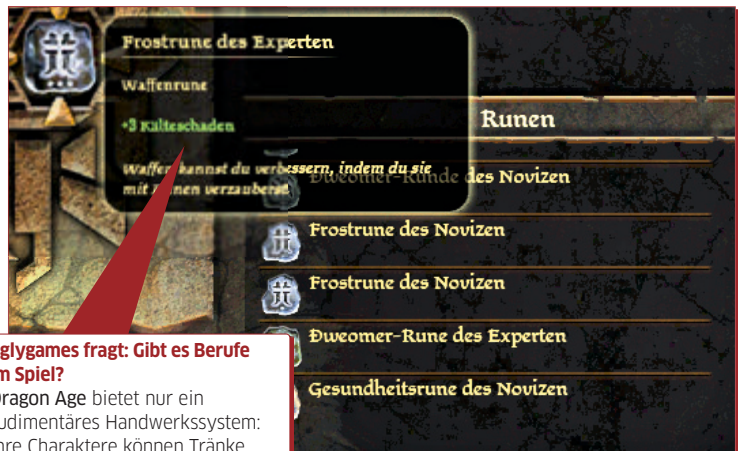 Frostrune des Experten
Waffenrune
+3 Kälteschaden
Waffen kannst du verbessern, indem du sie
mit verzauberst.
Runen
Dweomer-Runde des Novizen
Frostrune des Novizen
Frostrune des Novizen
Dweomer-Rune des Experten
Gesundheitsrune des Novizen
glygames fragt: Gibt es Berufe
m Spiel?
Dragon Age bietet nur ein
udimentäres Handwerkssystem:
hre Charaktere können Tränke